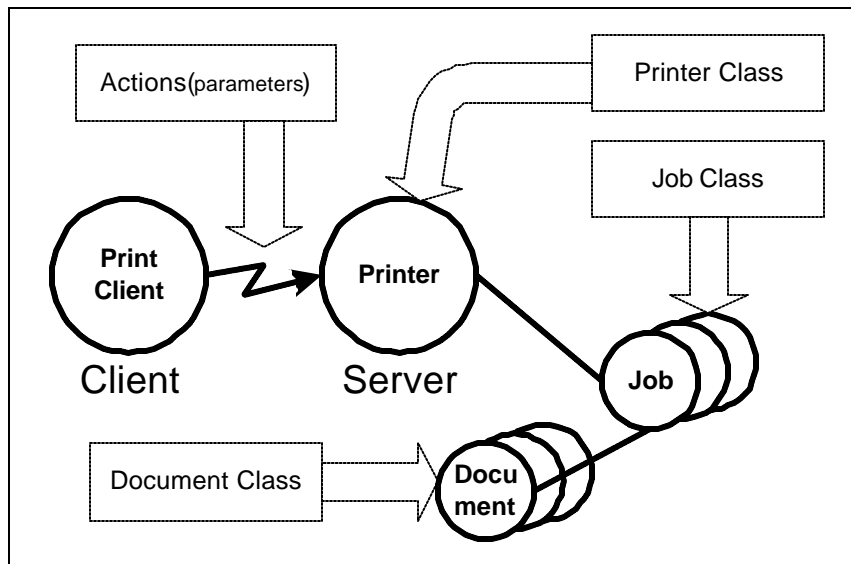 Actions(parameters)
Printer Class
Job Class
Print
Client
Printer
Client
Server
Job
Document Class
Docu
ment